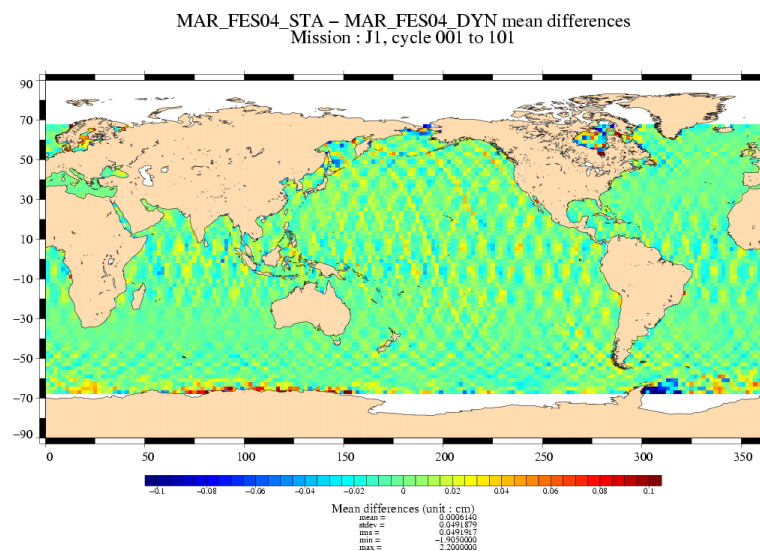 MAR_FES04_STA − MAR_FES04_DYN mean differences
Mission : J1, cycle 001 to 101
90
70
50
30
10
−10
−30
−50
−70
−90
0 50 100 150 200 250 300 350
−0.1 −0.08 −0.06 −0.04 −0.02 0 0.02 0.04 0.06 0.08 0.1
Mean differences (unit : cm)
mean = 0.0006140
stdev = 0.0491879
rms = 0.0491917
min = −1.9050000
max = 2.2000000